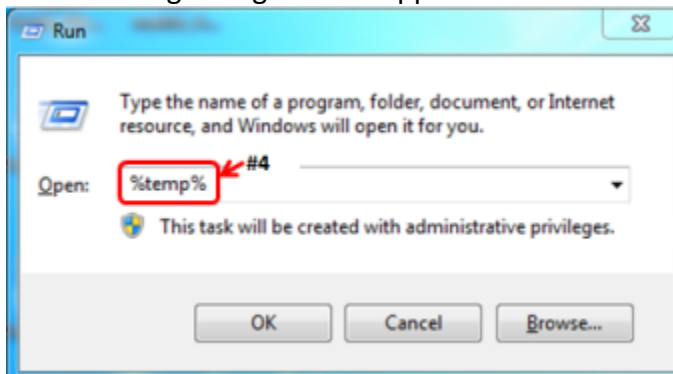 Run
Type the name of a program, folder, document, or Internet
resource, and Windows will open it for you.
#4
Open: %temp%
This task will be created with administrative privileges.
OK Cancel Browse...